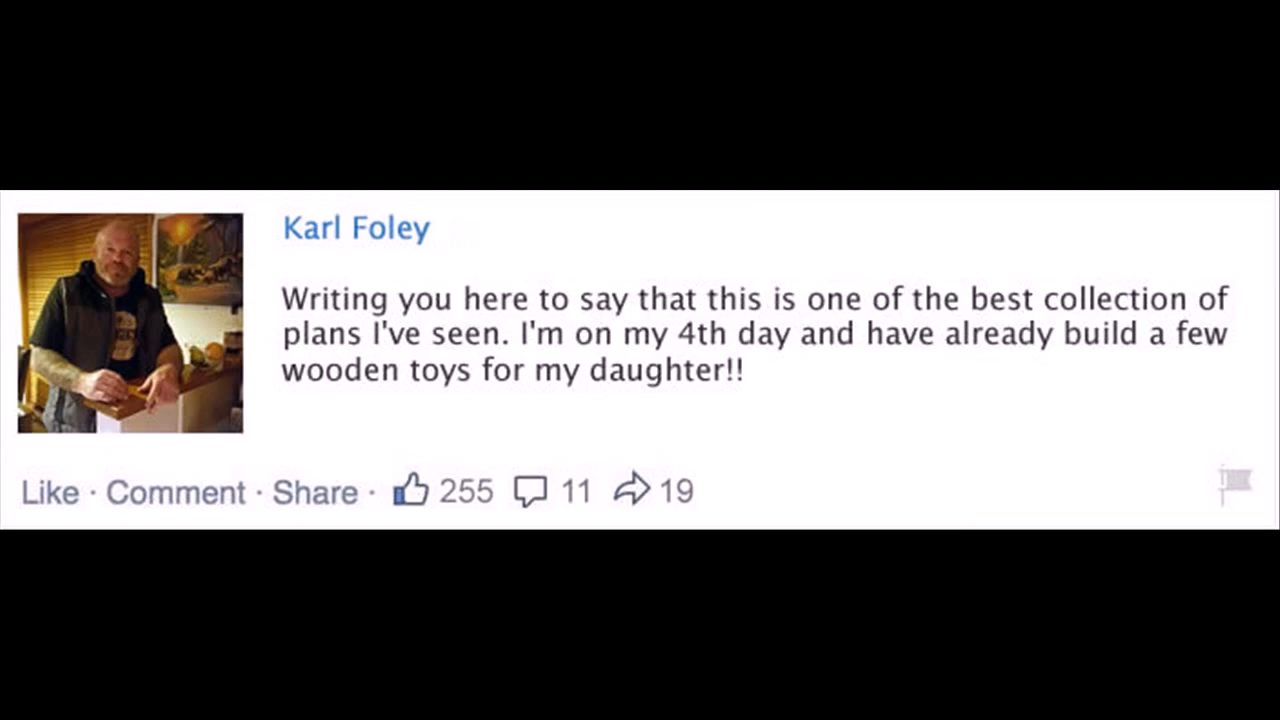 Karl Foley
Writing you here to say that this is one of the best collection of
plans I've seen. I'm on my 4th day and have already build a few
wooden toys for my daughter!!
Like · Comment · Share · 255 11 19